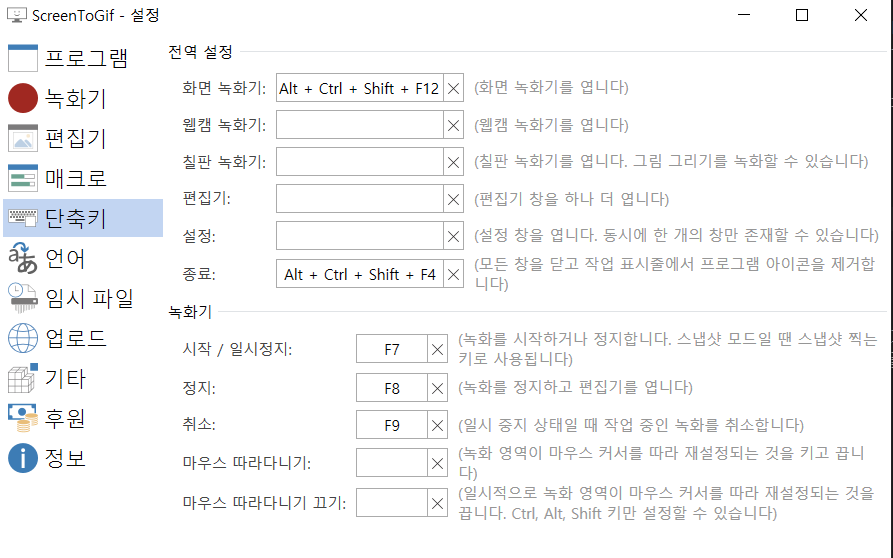 ScreenToGif - 설정
프로그램
녹화기
편집기
매크로
단축키
언어
임시 파일
업로드
기타
후원
정보
전역 설정
화면 녹화기: Alt + Ctrl + Shift + F12 (화면 녹화기를 엽니다)
웹캠 녹화기: (웹캠 녹화기를 엽니다)
칠판 녹화기: (칠판 녹화기를 엽니다. 그림 그리기를 녹화할 수 있습니다)
편집기: (편집기 창을 하나 더 엽니다)
설정: (설정 창을 엽니다. 동시에 한 개의 창만 존재할 수 있습니다)
종료: Alt + Ctrl + Shift + F4 (모든 창을 닫고 작업 표시줄에서 프로그램 아이콘을 제거합
니다)
녹화기
시작 / 일시정지: F7 (녹화를 시작하거나 정지합니다. 스냅샷 모드일 땐 스냅샷 찍는
키로 사용됩니다)
정지: F8 (녹화를 정지하고 편집기를 엽니다)
취소: F9 (일시 중지 상태일 때 작업 중인 녹화를 취소합니다)
마우스 따라다니기: (녹화 영역이 마우스 커서를 따라 재설정되는 것을 키고 끕니
다)
마우스 따라다니기 끄기: (일시적으로 녹화 영역이 마우스 커서를 따라 재설정되는 것을
끕니다. Ctrl, Alt, Shift 키만 설정할 수 있습니다)